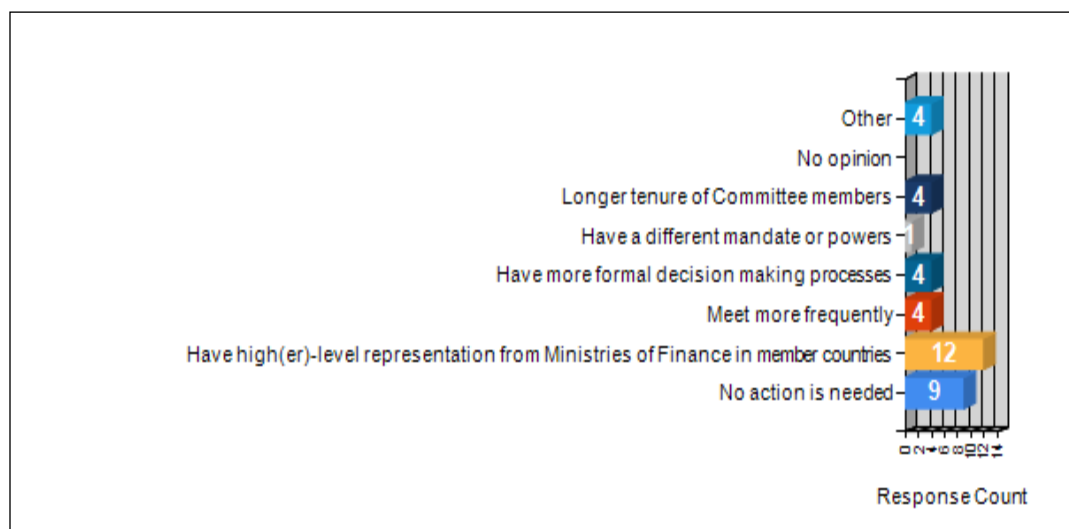 Other
4
No opinion
Longer tenure of Committee members
4
Have a different mandate or powers
1
Have more formal decision making processes
4
Meet more frequently
4
Have high(er)-level representation from Ministries of Finance in member countries
12
No action is needed
9
0 2 4 6 8 10 12 14
Response Count